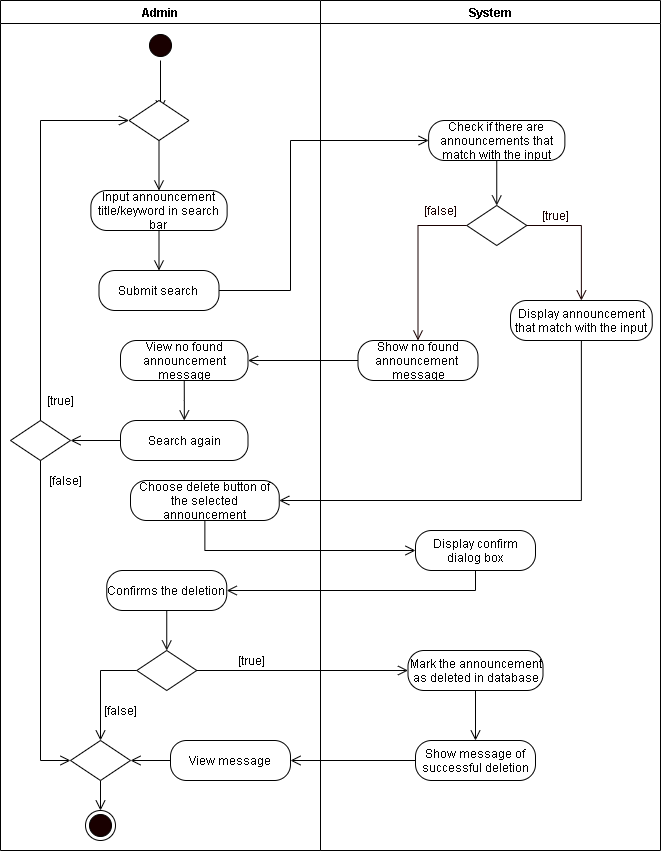 Admin
System
Check if there are
announcements that
match with the input
Input announcement
title/keyword in search
bar
[false]
[true]
Submit search
Display announcement
that match with the input
View no found
announcement
message
Show no found
announcement
message
[true]
Search again
[false]
Choose delete button of
the selected
announcement
Display confirm
dialog box
Confirms the deletion
[true]
Mark the announcement
as deleted in database
[false]
View message
Show message of
successful deletion